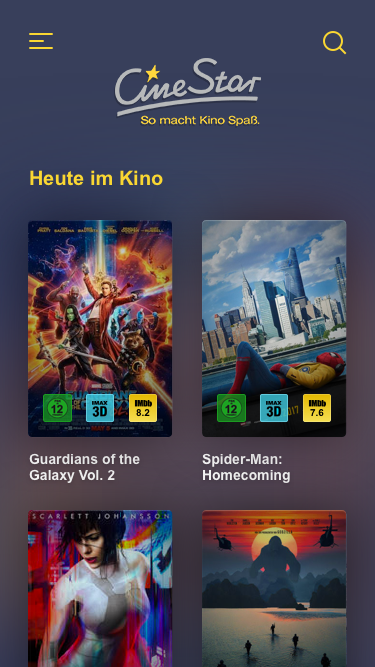 CineStar
So macht Kino Spaß.
Heute im Kino
12
IMAX
3D
IMDb
8.2
12
IMAX
3D
IMDb
7.6
2017
Guardians of the
Galaxy Vol. 2
Spider-Man:
Homecoming
SCARLETT JOHANSSON